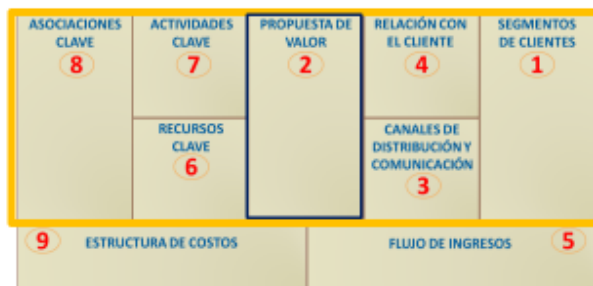 ASOCIACIONES
CLAVE
8
ACTIVIDADES
CLAVE
7
PROPUESTA DE
VALOR
2
RELACIÓN CON
EL CLIENTE
4
SEGMENTOS
DE CLIENTES
1
RECURSOS
CLAVE
6
CANALES DE
DISTRIBUCIÓN Y
COMUNICACIÓN
3
9 ESTRUCTURA DE COSTOS
FLUJO DE INGRESOS 5